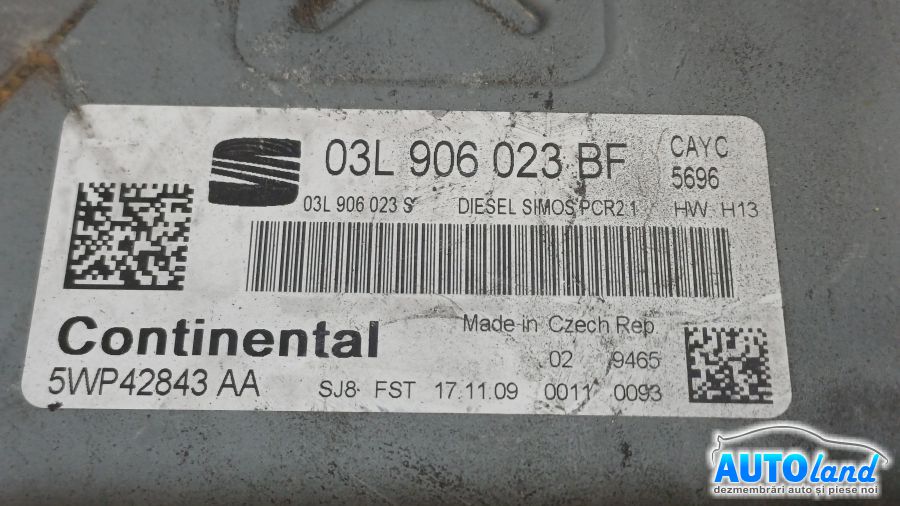 03L 906 023 BF
CAYC
5696
03L 906 023 S DIESEL SIMOS PCR2.1 HW H13
Continental
Made in Czech Rep.
02 9465
5WP42843 AA
SJ8 FST 17.11.09 0011 0093
AUTOland
dezmembrări auto și piese noi